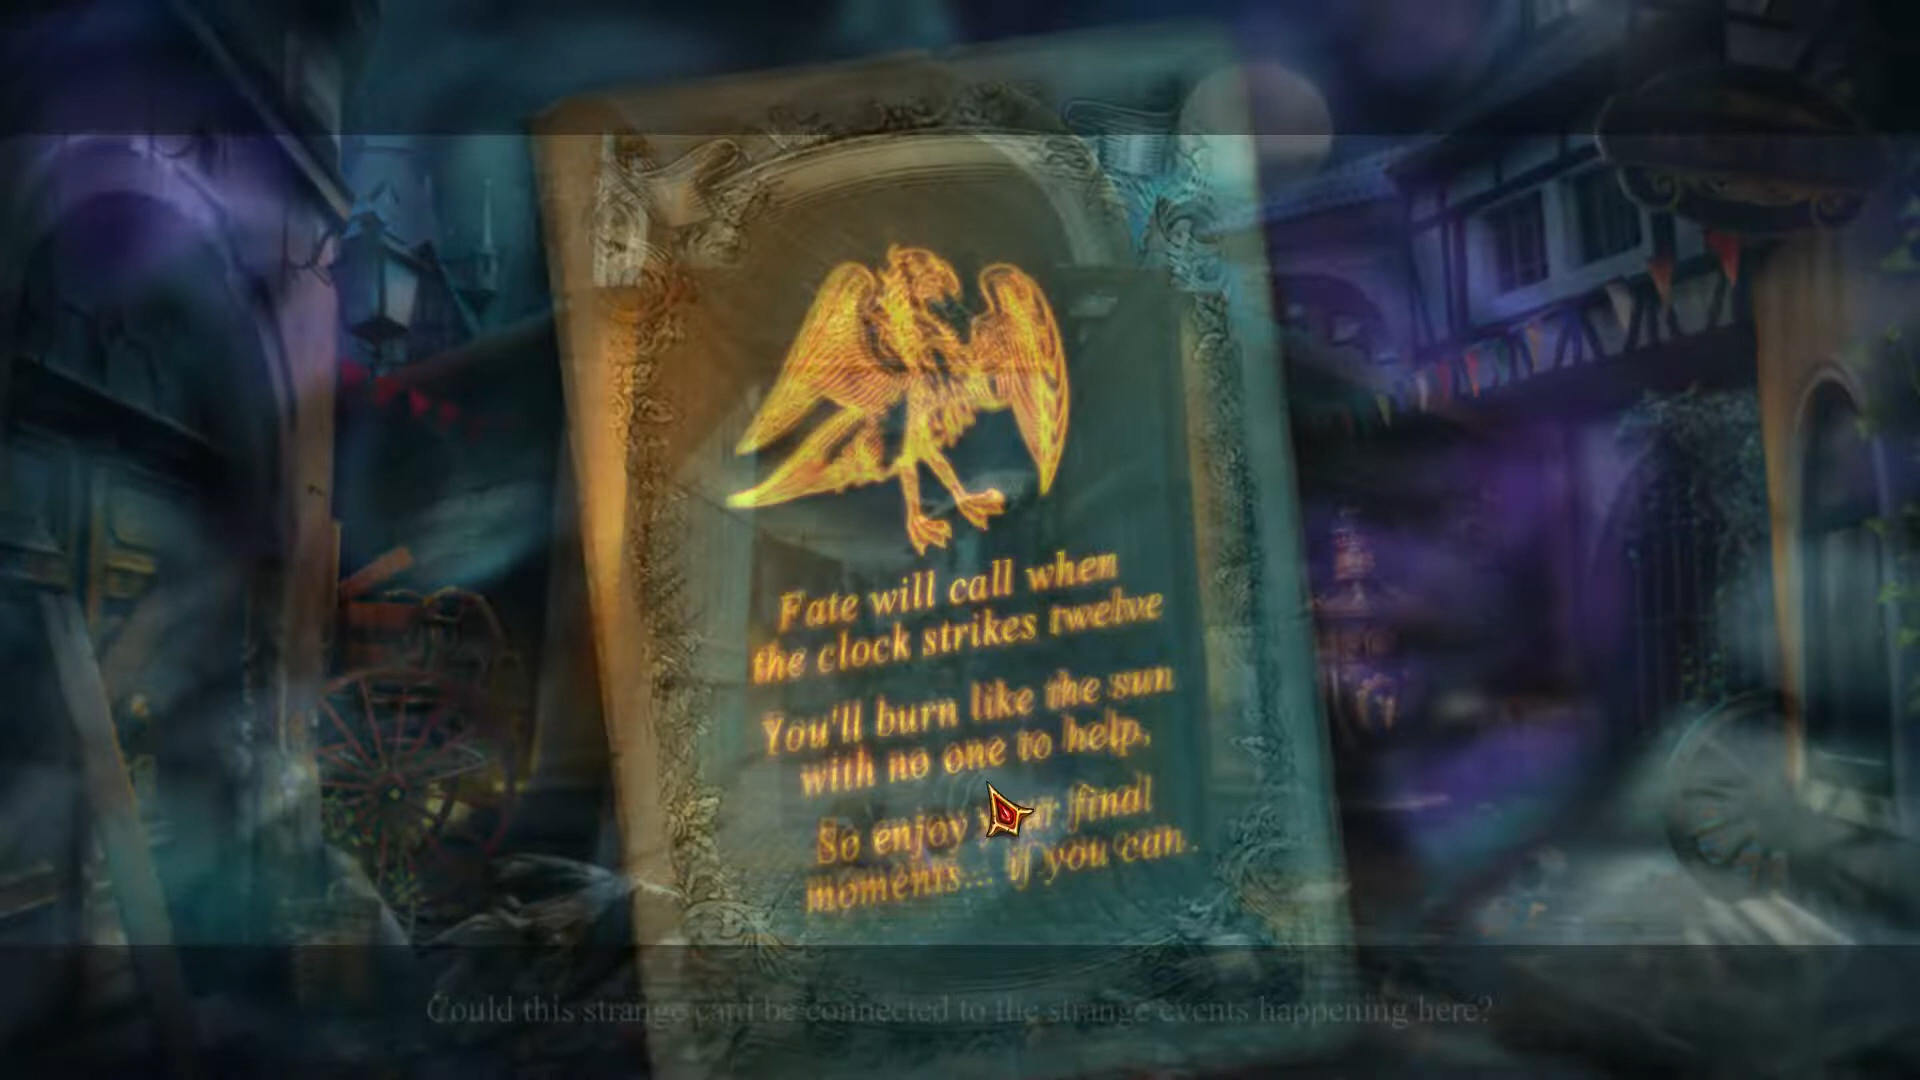 Fate will call when
the clock strikes twelve
You'll burn like the sun
with no one to help,
So enjoy your final
moments... if you can.
Could this strange card be connected to the strange events happening here?